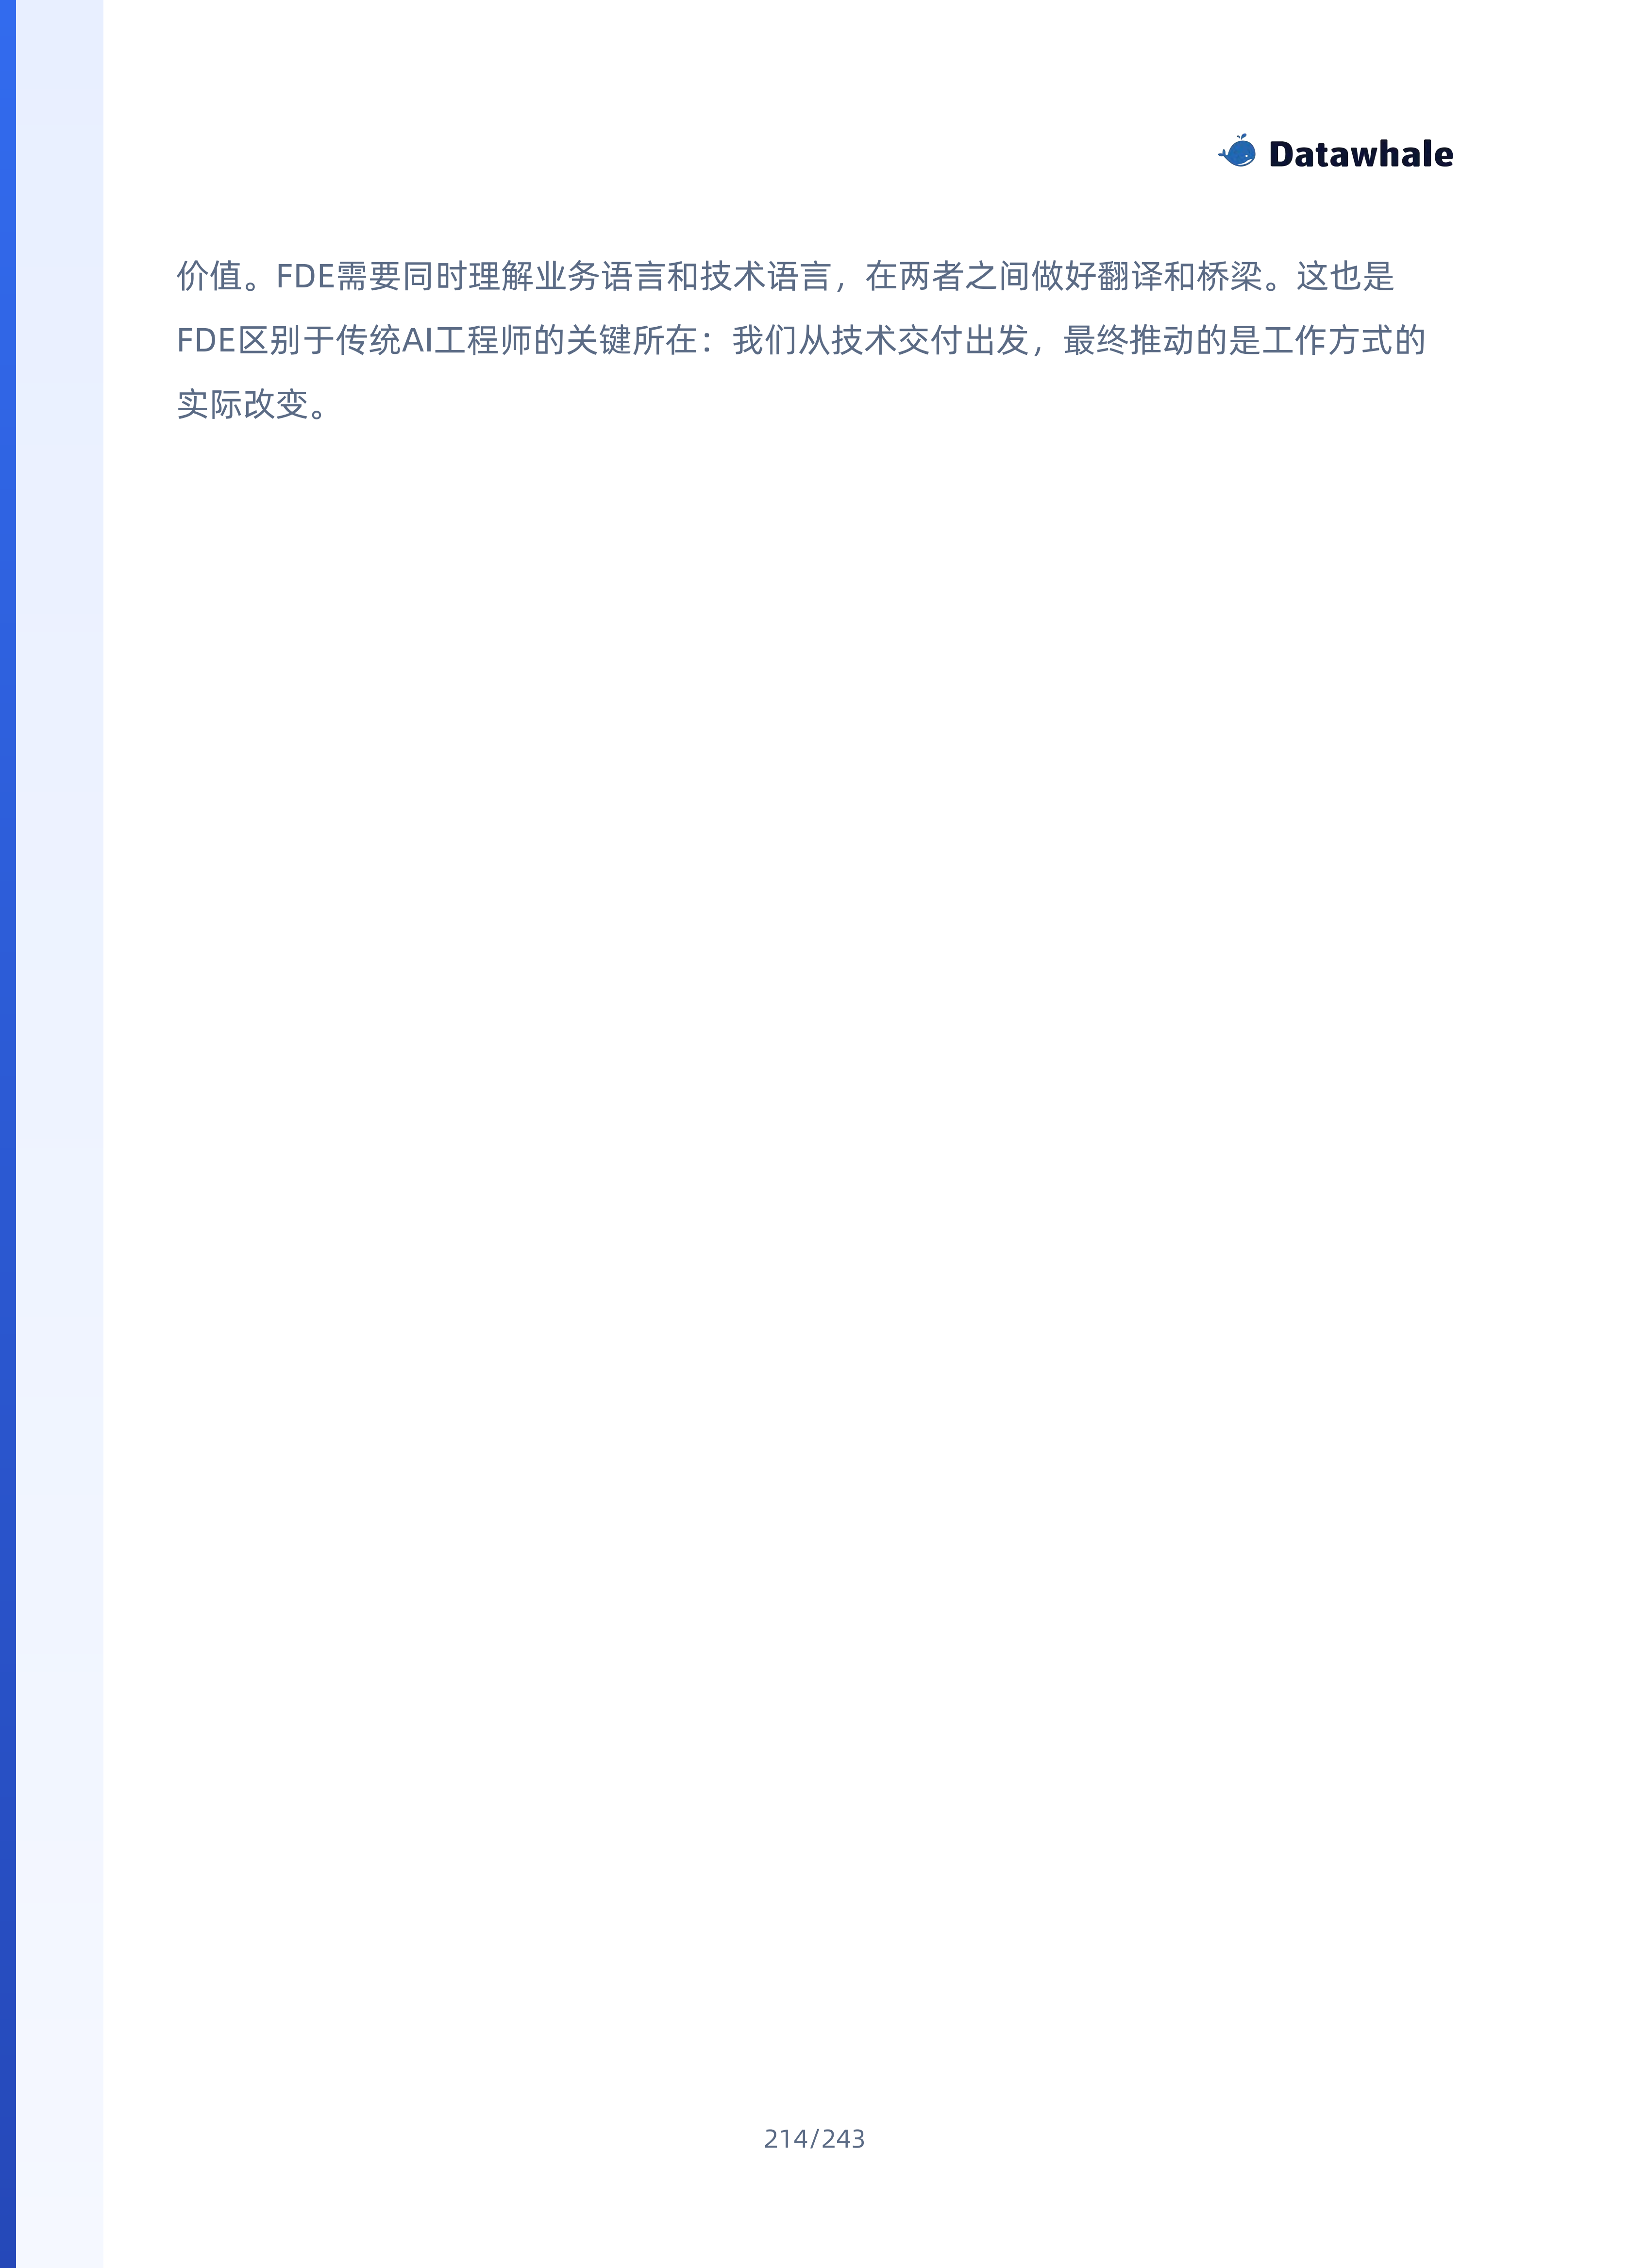 Datawhale
价值。FDE需要同时理解业务语言和技术语言，在两者之间做好翻译和桥梁。这也是
FDE区别于传统AI工程师的关键所在：我们从技术交付出发，最终推动的是工作方式的
实际改变。
214/243